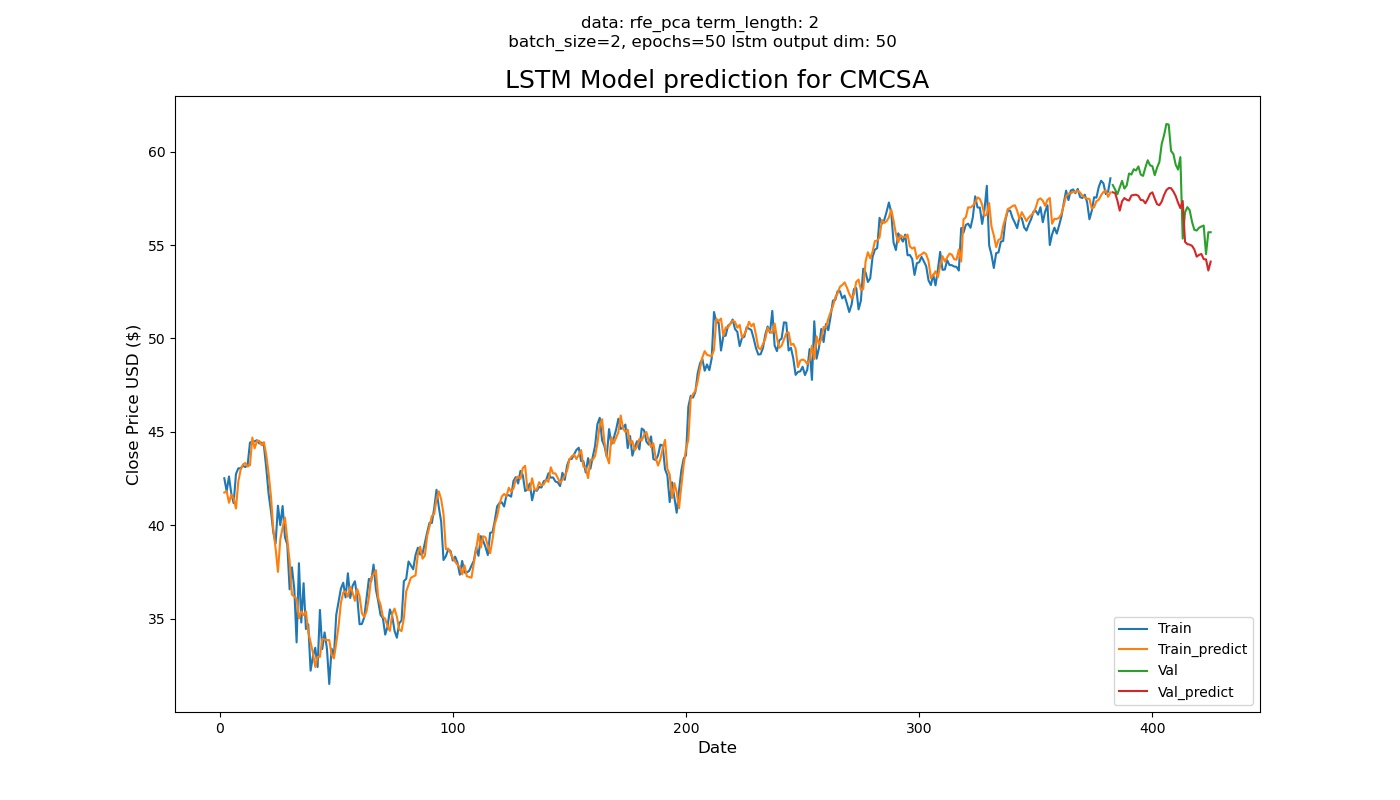 data: rfe_pca term_length: 2
batch_size=2, epochs=50 lstm output dim: 50
LSTM Model prediction for CMCSA
Close Price USD ($)
60
55
50
45
40
35
0
100
200
300
400
Date
Train
Train_predict
Val
Val_predict